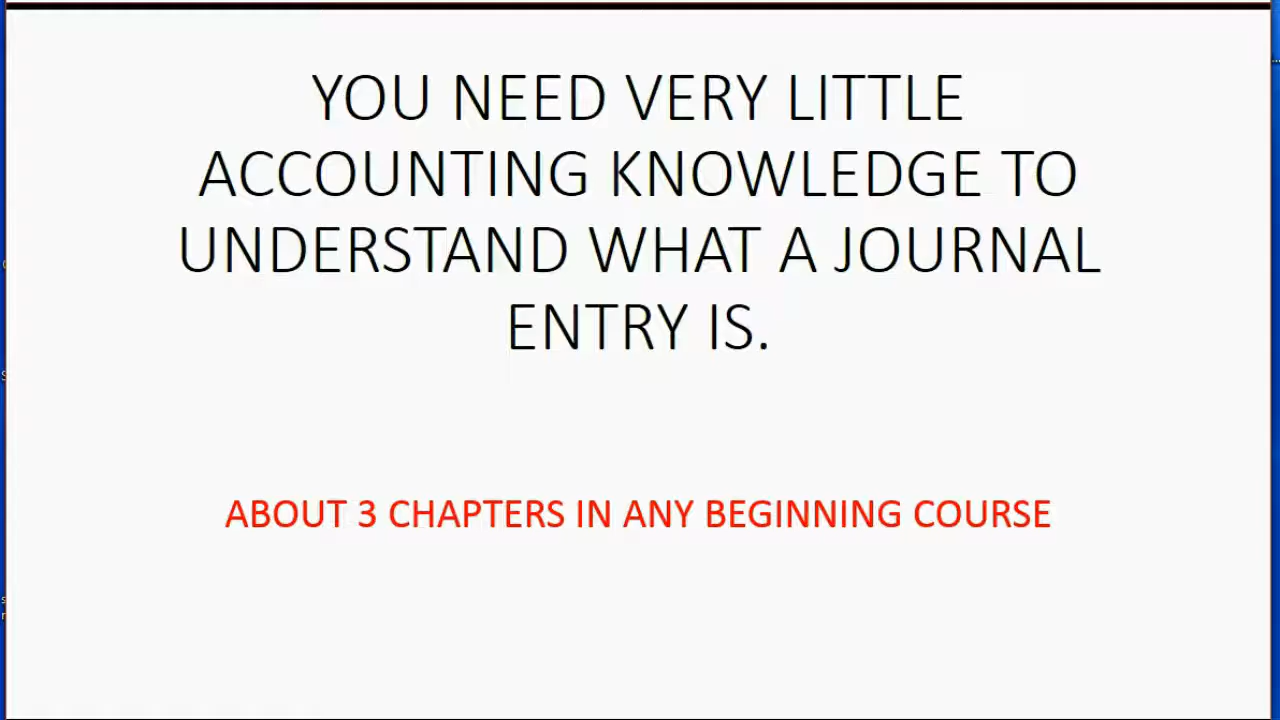 YOU NEED VERY LITTLE
ACCOUNTING KNOWLEDGE TO
UNDERSTAND WHAT A JOURNAL
ENTRY IS.
ABOUT 3 CHAPTERS IN ANY BEGINNING COURSE